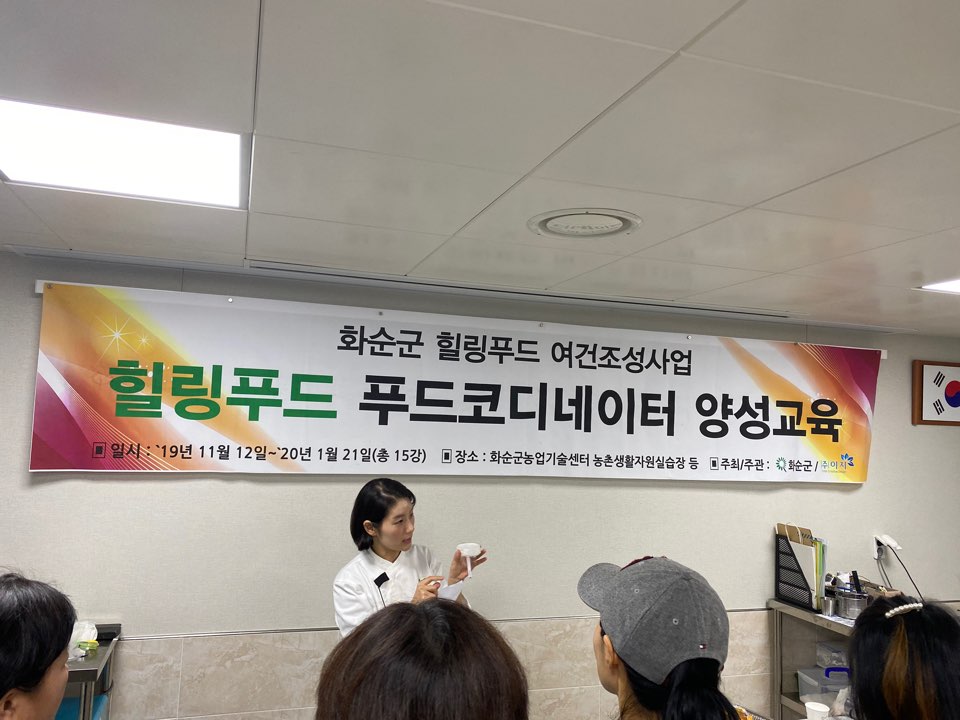 화순군 힐링푸드 여건조성사업
힐링푸드 푸드코디네이터 양성교육
일시 : `19년 11월 12일~`20년 1월 21일(총 15강) 장소 : 화순군농업기술센터 농촌생활자원실습장 등 주최/주관 : 화순군 / (주)이지